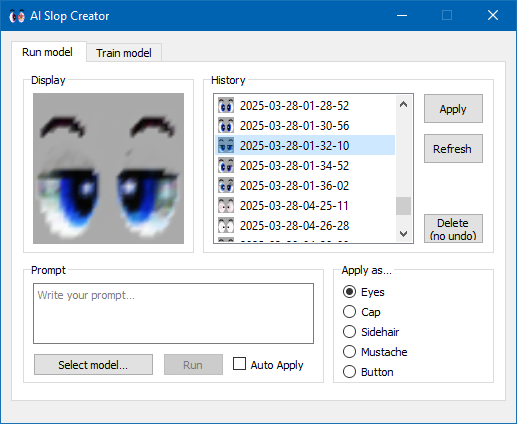 AI Slop Creator
Run model
Train model
Display
History
2025-03-28-01-28-52
2025-03-28-01-30-56
2025-03-28-01-32-10
2025-03-28-01-34-52
2025-03-28-01-36-02
2025-03-28-04-25-11
2025-03-28-04-26-28
Apply
Refresh
Delete
(no undo)
Prompt
Write your prompt...
Select model...
Run
Auto Apply
Apply as...
Eyes
Cap
Sidehair
Mustache
Button